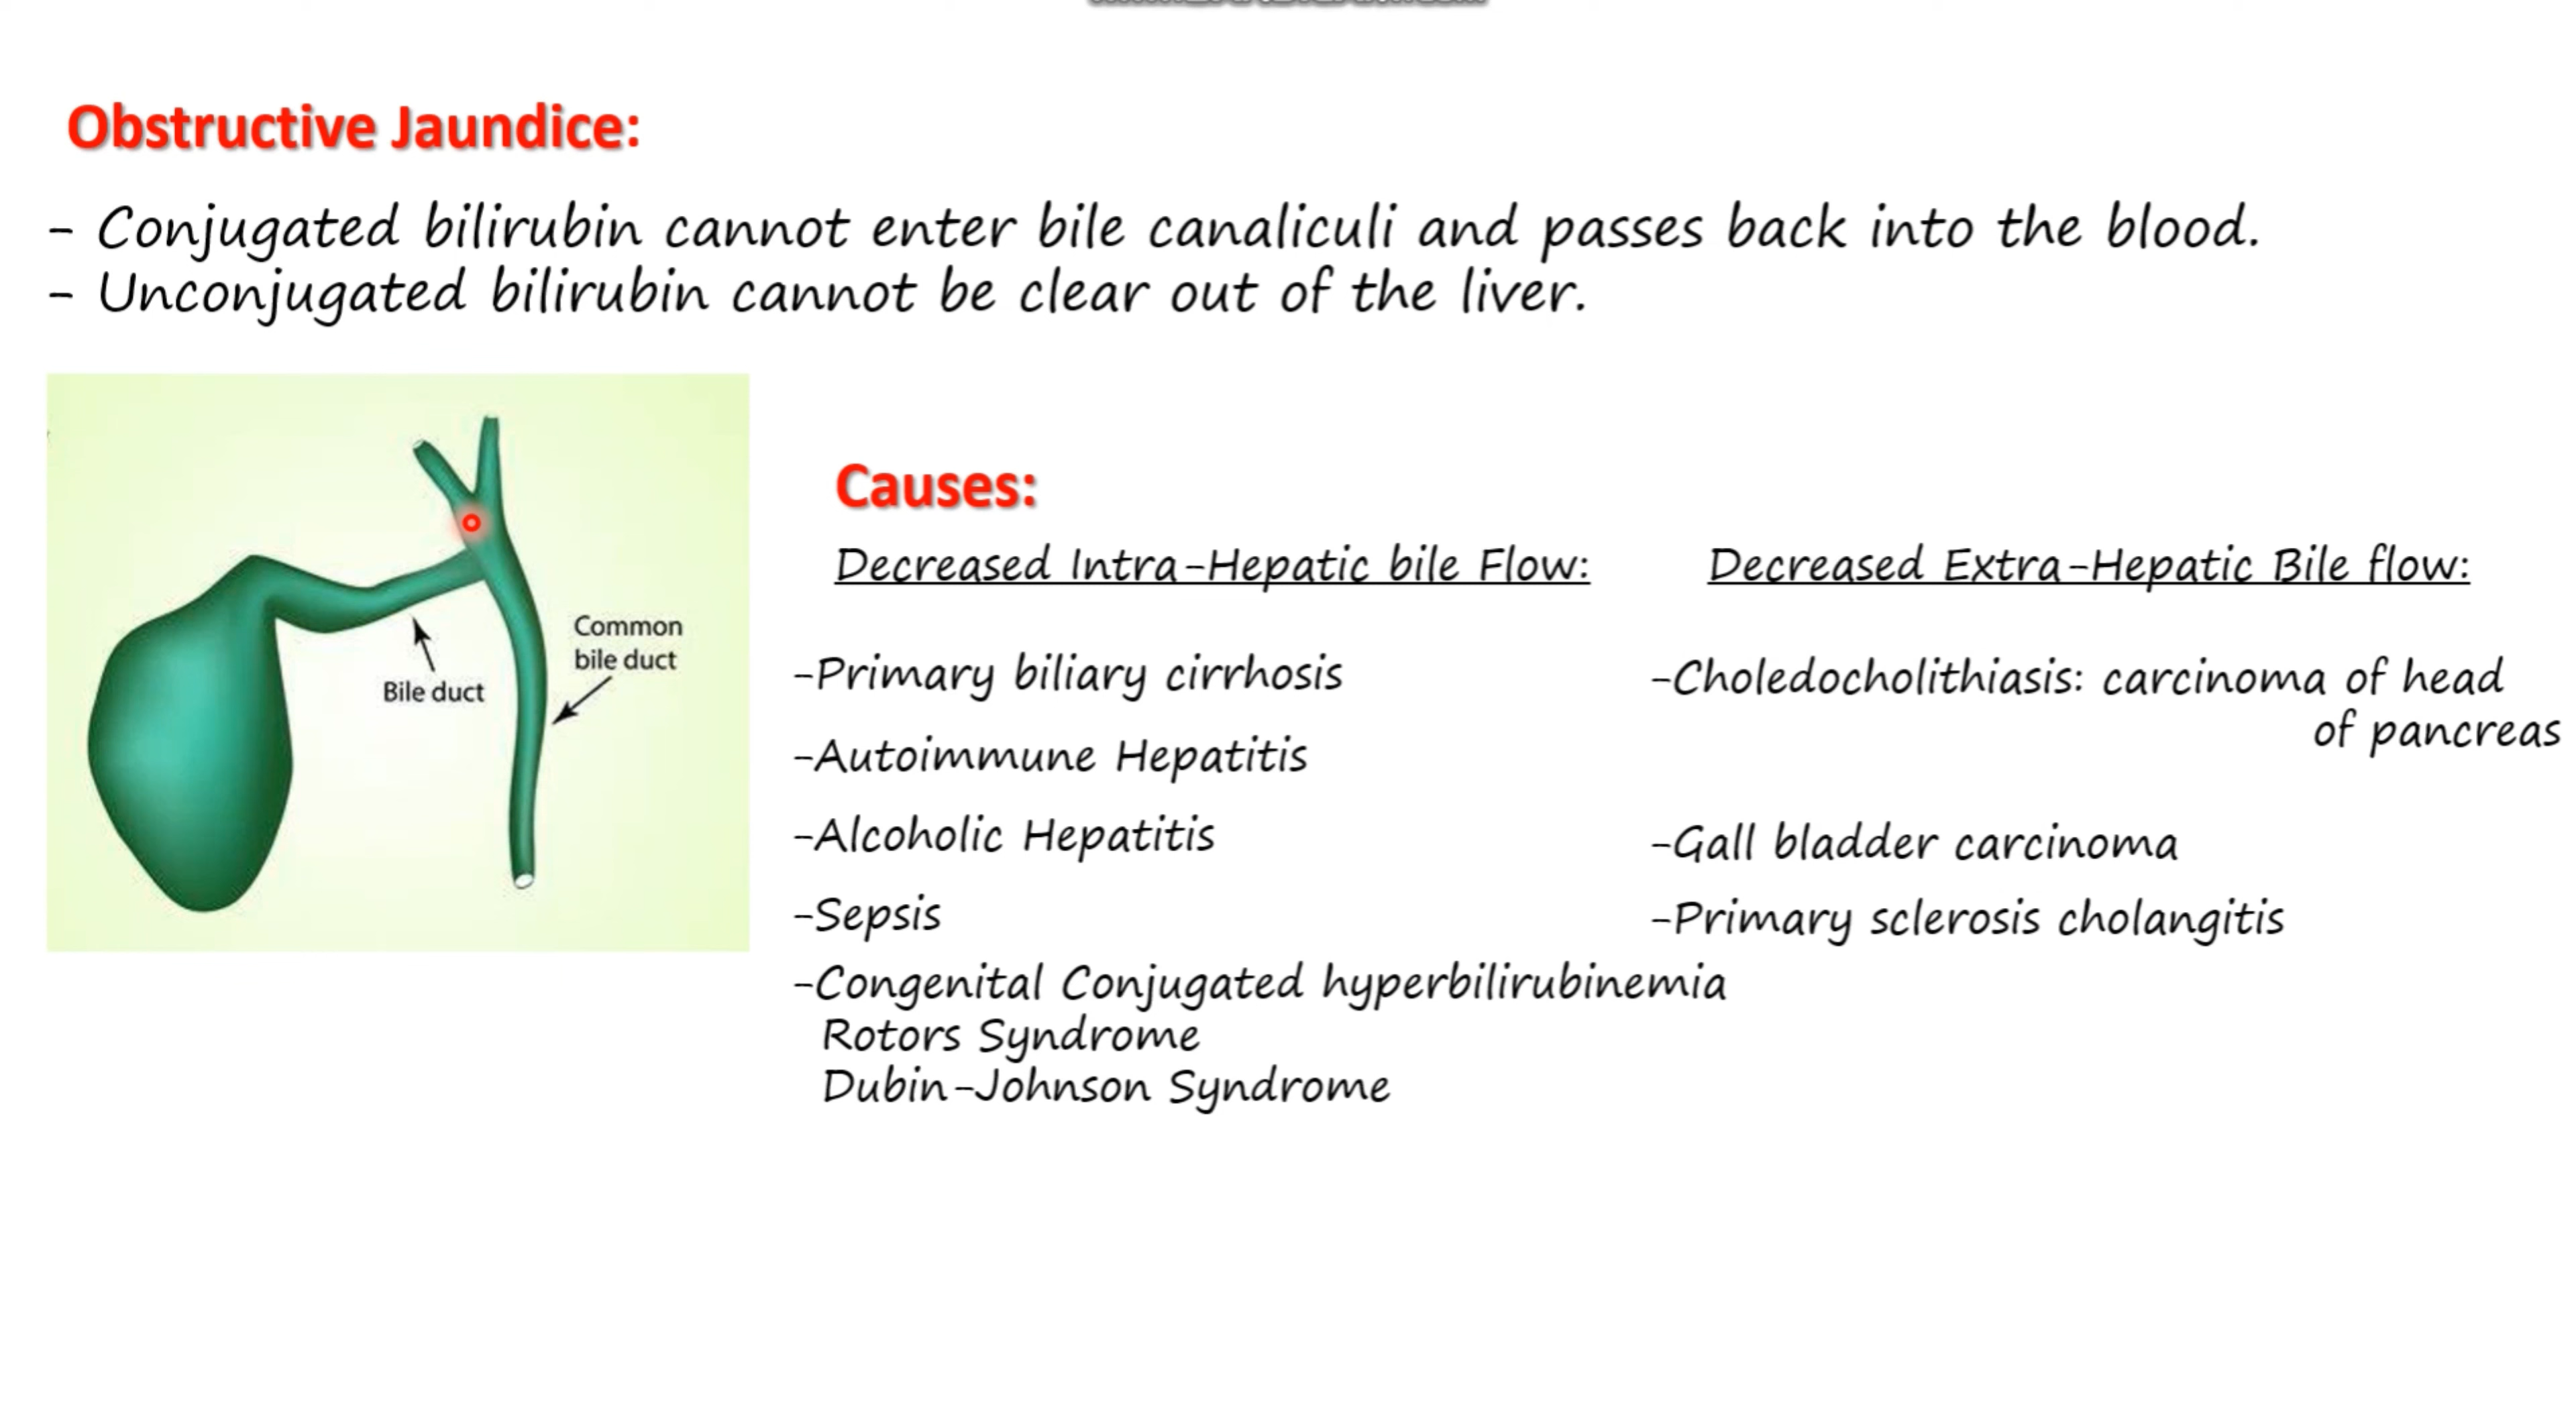 Obstructive Jaundice:
- Conjugated bilirubin cannot enter bile canaliculi and passes back into the blood.
- Unconjugated bilirubin cannot be clear out of the liver.
Common
bile duct
Bile duct
Causes:
Decreased Intra-Hepatic bile Flow:
-Primary biliary cirrhosis
-Autoimmune Hepatitis
-Alcoholic Hepatitis
-Sepsis
-Congenital Conjugated hyperbilirubinemia
Rotors Syndrome
Dubin-Johnson Syndrome
Decreased Extra-Hepatic Bile flow:
-Choledocholithiasis: carcinoma of head
of pancreas
-Gall bladder carcinoma
-Primary sclerosis cholangitis